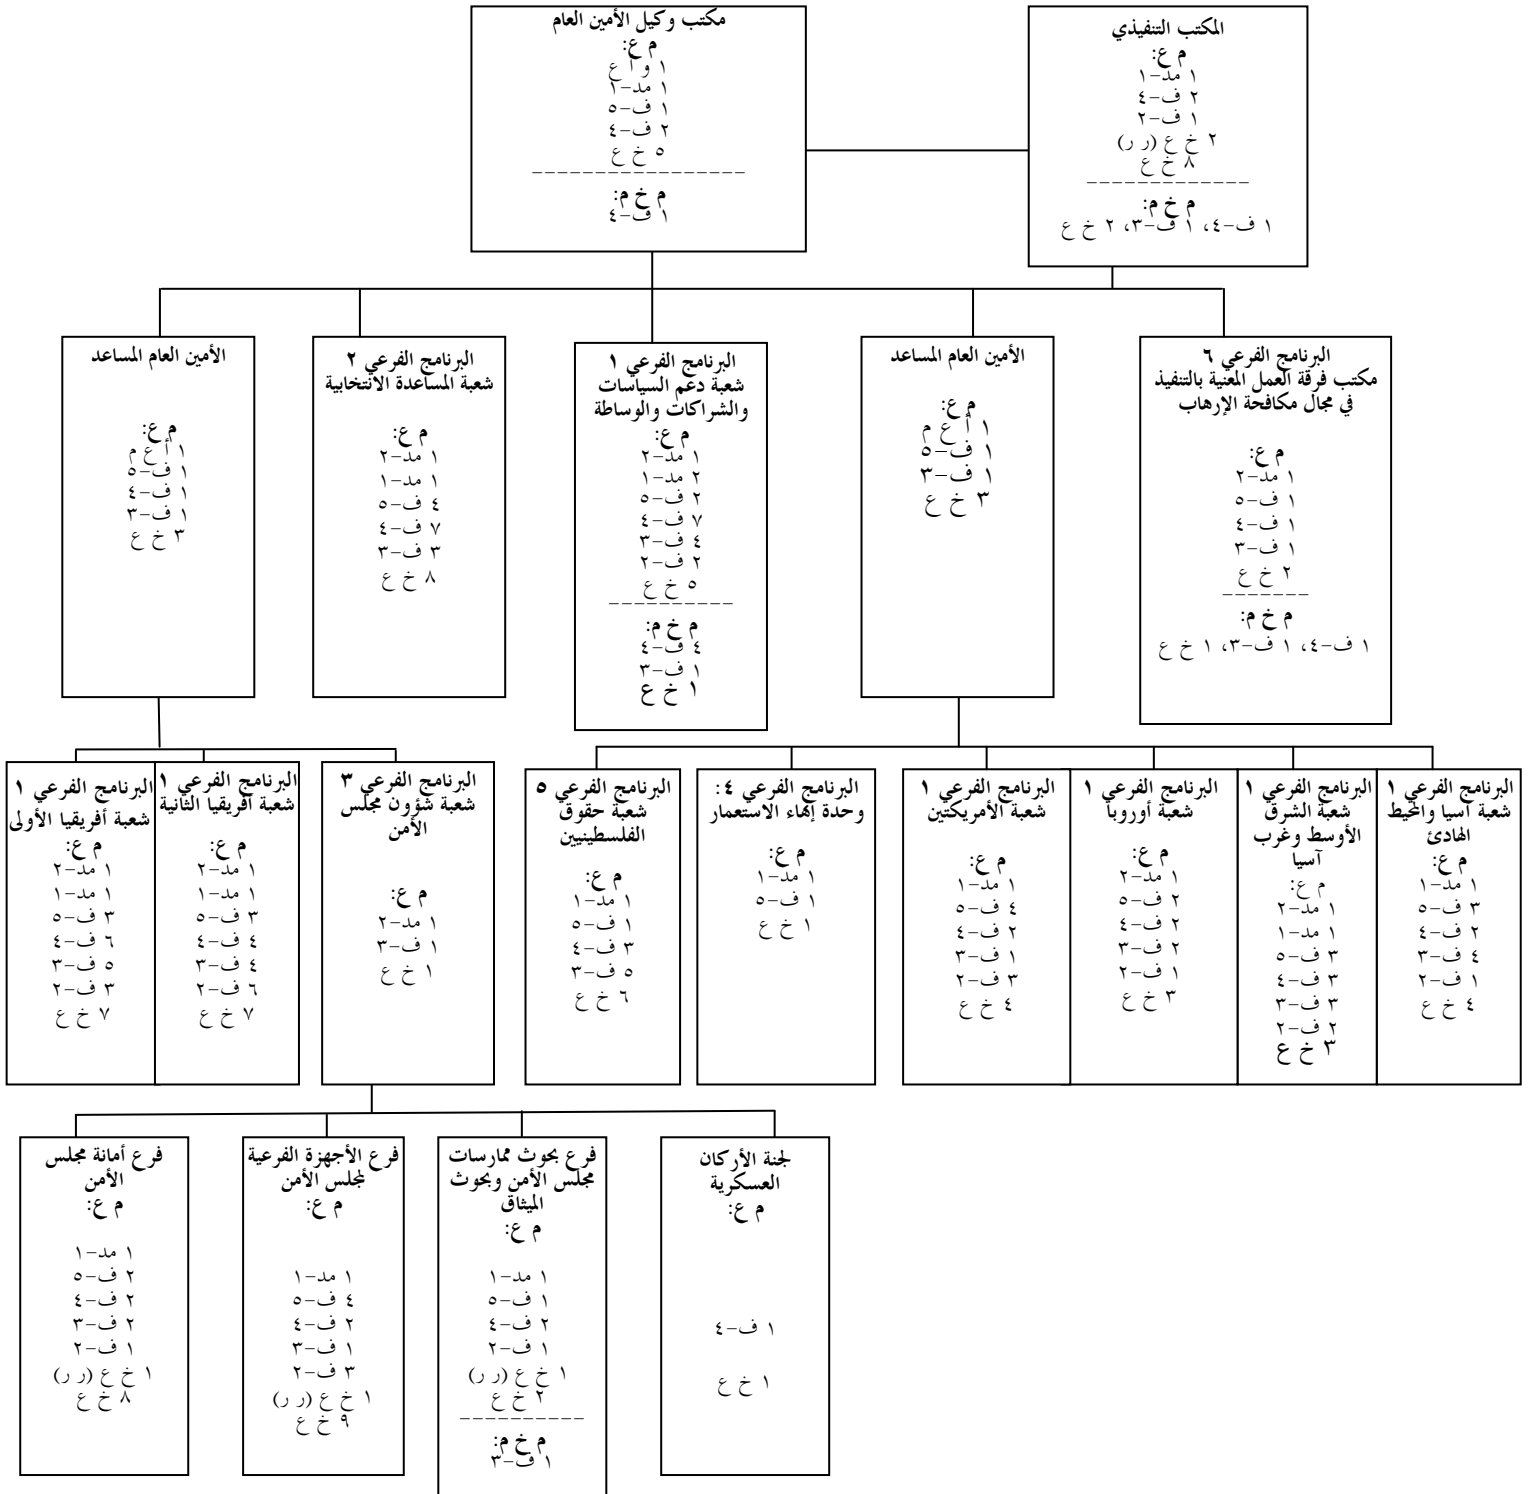 المكتب التنفيذي
م ع:
١ مد-١
٢ ف-٤
١ ف-٢
٢ خ ع (ر ر)
٨ خ ع
م خ م:
١ ف-٤، ١ ف-٣، ٢ خ ع
مكتب وكيل الأمين العام
م ع:
١ و أ ع
١ مد-١
١ ف-٥
٢ ف-٤
٥ خ ع
م خ م:
١ ف-٤
البرنامج الفرعي ٦
مكتب فرقة العمل المعنية بالتنفيذ
في مجال مكافحة الإرهاب
م ع:
١ مد-٢
١ ف-٥
١ ف-٤
١ ف-٣
٢ خ ع
م خ م:
١ ف-٤، ١ ف-٣، ١ خ ع
الأمين العام المساعد
م ع:
١ أ ع م
١ ف-٥
١ ف-٣
٣ خ ع
البرنامج الفرعي ١
شعبة دعم السياسات
والشراكات والوساطة
م ع:
١ مد-٢
٢ مد-١
٢ ف-٥
٧ ف-٤
٤ ف-٣
٢ ف-٢
٥ خ ع
م خ م:
٤ ف-٤
١ ف-٣
١ خ ع
البرنامج الفرعي ٢
شعبة المساعدة الانتخابية
م ع:
١ مد-٢
١ مد-١
٤ ف-٥
٧ ف-٤
٣ ف-٣
٨ خ ع
الأمين العام المساعد
م ع:
١ أ ع م
١ ف-٥
١ ف-٤
١ ف-٣
٣ خ ع
البرنامج الفرعي ١
شعبة آسيا والمحيط
الهادئ
م ع:
١ مد-١
٣ ف-٥
٢ ف-٤
٤ ف-٣
١ ف-٢
٤ خ ع
البرنامج الفرعي ١
شعبة الشرق
الأوسط وغرب
آسيا
م ع:
١ مد-٢
١ مد-١
٣ ف-٥
٣ ف-٤
٣ ف-٣
٢ ف-٢
٣ خ ع
البرنامج الفرعي ١
شعبة أوروبا
م ع:
١ مد-٢
٢ ف-٥
٢ ف-٤
٢ ف-٣
١ ف-٢
٣ خ ع
البرنامج الفرعي ١
شعبة الأمريكتين
م ع:
١ مد-١
٤ ف-٥
٢ ف-٤
١ ف-٣
٣ ف-٢
٤ خ ع
البرنامج الفرعي ٤:
وحدة إنهاء الاستعمار
م ع:
١ مد-١
١ ف-٥
١ خ ع
البرنامج الفرعي ٥
شعبة حقوق
الفلسطينيين
م ع:
١ مد-١
١ ف-٥
٣ ف-٤
٥ ف-٣
٦ خ ع
البرنامج الفرعي ٣
شعبة شؤون مجلس
الأمن
م ع:
١ مد-٢
١ ف-٣
١ خ ع
البرنامج الفرعي ١
شعبة أفريقيا الثانية
م ع:
١ مد-٢
١ مد-١
٣ ف-٥
٤ ف-٤
٤ ف-٣
٦ ف-٢
٧ خ ع
البرنامج الفرعي ١
شعبة أفريقيا الأولى
م ع:
١ مد-٢
١ مد-١
٣ ف-٥
٦ ف-٤
٥ ف-٣
٣ ف-٢
٧ خ ع
لجنة الأركان
العسكرية
م ع:
١ ف-٤
١ خ ع
فرع بحوث ممارسات
مجلس الأمن وبحوث
الميثاق
م ع:
١ مد-١
١ ف-٥
٢ ف-٤
١ ف-٢
١ خ ع (ر ر)
٢ خ ع
م خ م:
١ ف-٣
فرع الأجهزة الفرعية
لمجلس الأمن
م ع:
١ مد-١
٤ ف-٥
٢ ف-٤
١ ف-٣
٣ ف-٢
١ خ ع (ر ر)
٩ خ ع
فرع أمانة مجلس
الأمن
م ع:
١ مد-١
٢ ف-٥
٢ ف-٤
٢ ف-٣
١ ف-٢
١ خ ع (ر ر)
٨ خ ع